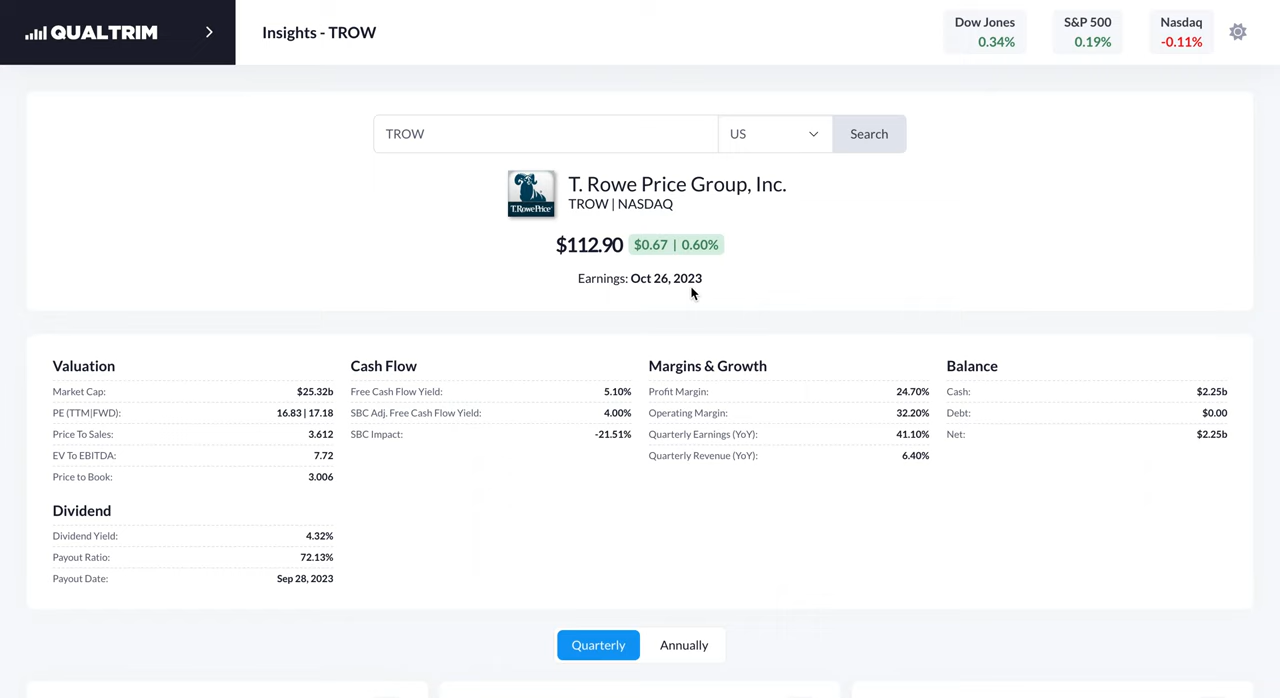 QUALTRIM
Insights - TROW
Dow Jones
0.34%
S&P 500
0.19%
Nasdaq
-0.11%
TROW
US
Search
T.RowePrice
T. Rowe Price Group, Inc.
TROW | NASDAQ
$112.90 $0.67 | 0.60%
Earnings: Oct 26, 2023
Valuation
Market Cap: $25.32b
PE (TTM|FWD): 16.83 | 17.18
Price To Sales: 3.612
EV To EBITDA: 7.72
Price to Book: 3.006
Dividend
Dividend Yield: 4.32%
Payout Ratio: 72.13%
Payout Date: Sep 28, 2023
Cash Flow
Free Cash Flow Yield: 5.10%
SBC Adj. Free Cash Flow Yield: 4.00%
SBC Impact: -21.51%
Margins & Growth
Profit Margin: 24.70%
Operating Margin: 32.20%
Quarterly Earnings (YoY): 41.10%
Quarterly Revenue (YoY): 6.40%
Balance
Cash: $2.25b
Debt: $0.00
Net: $2.25b
Quarterly
Annually